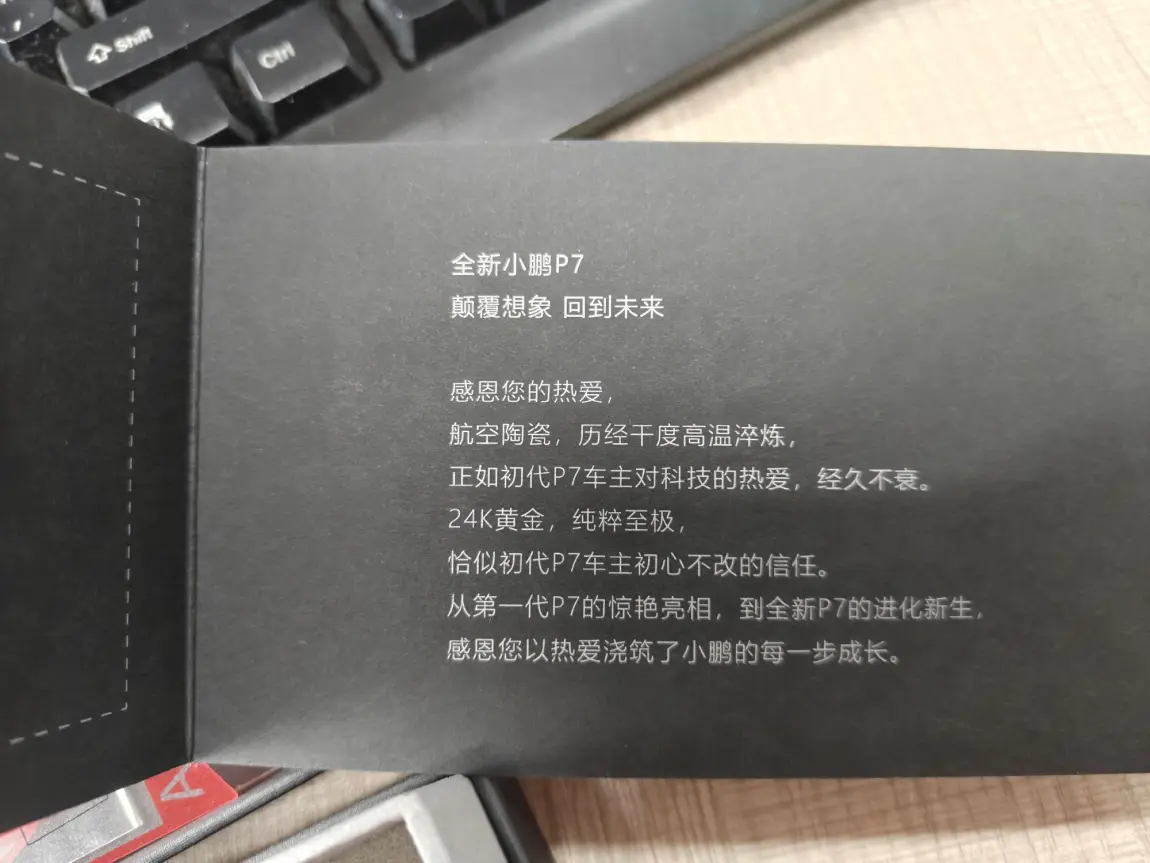 Shift
Ctrl
全新小鹏P7
颠覆想象 回到未来
感恩您的热爱，
航空陶瓷，历经千度高温淬炼，
正如初代P7车主对科技的热爱，经久不衰。
24K黄金，纯粹至极，
恰似初代P7车主初心不改的信任。
从第一代P7的惊艳亮相，到全新P7的进化新生，
感恩您以热爱浇筑了小鹏的每一步成长。
A